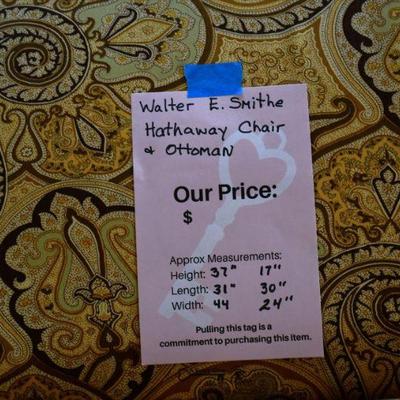 Walter E. Smithe
Hathaway Chair
& Ottoman
Our Price:
$
Approx Measurements:
Height: 37" 17"
Length: 31" 30"
Width: 44 24"
Pulling this tag is a
commitment to purchasing this item.